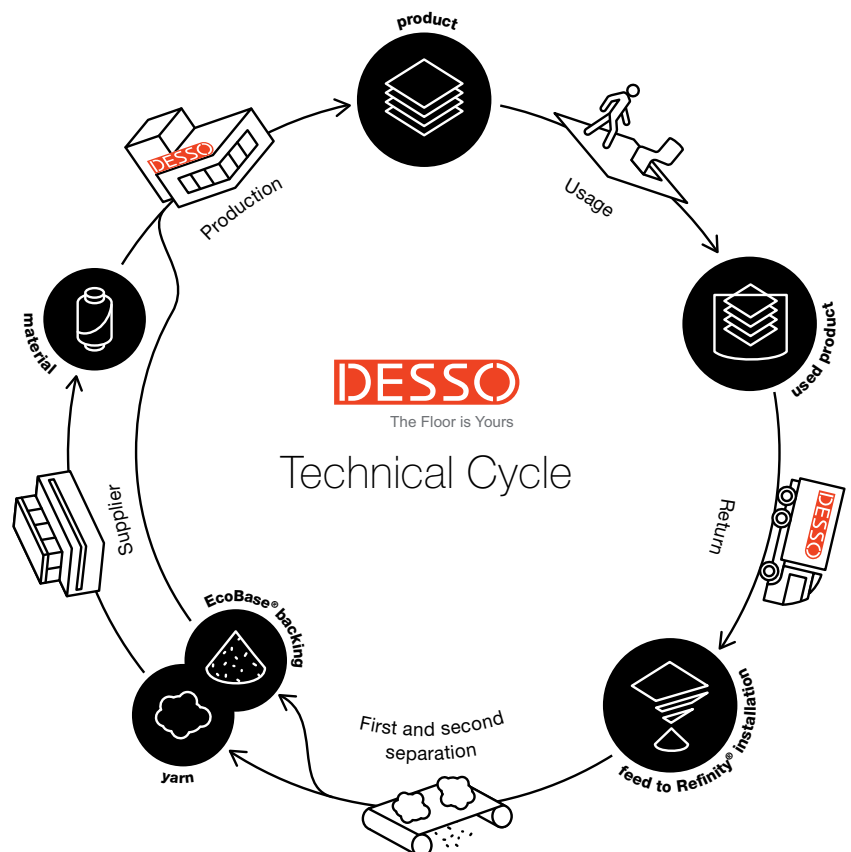 product
DESSO
Production
Usage
material
used product
DESSO
The Floor is Yours
Technical Cycle
Supplier
Return
DESSO
EcoBase® backing
yarn
First and second
separation
feed to Refinity® installation